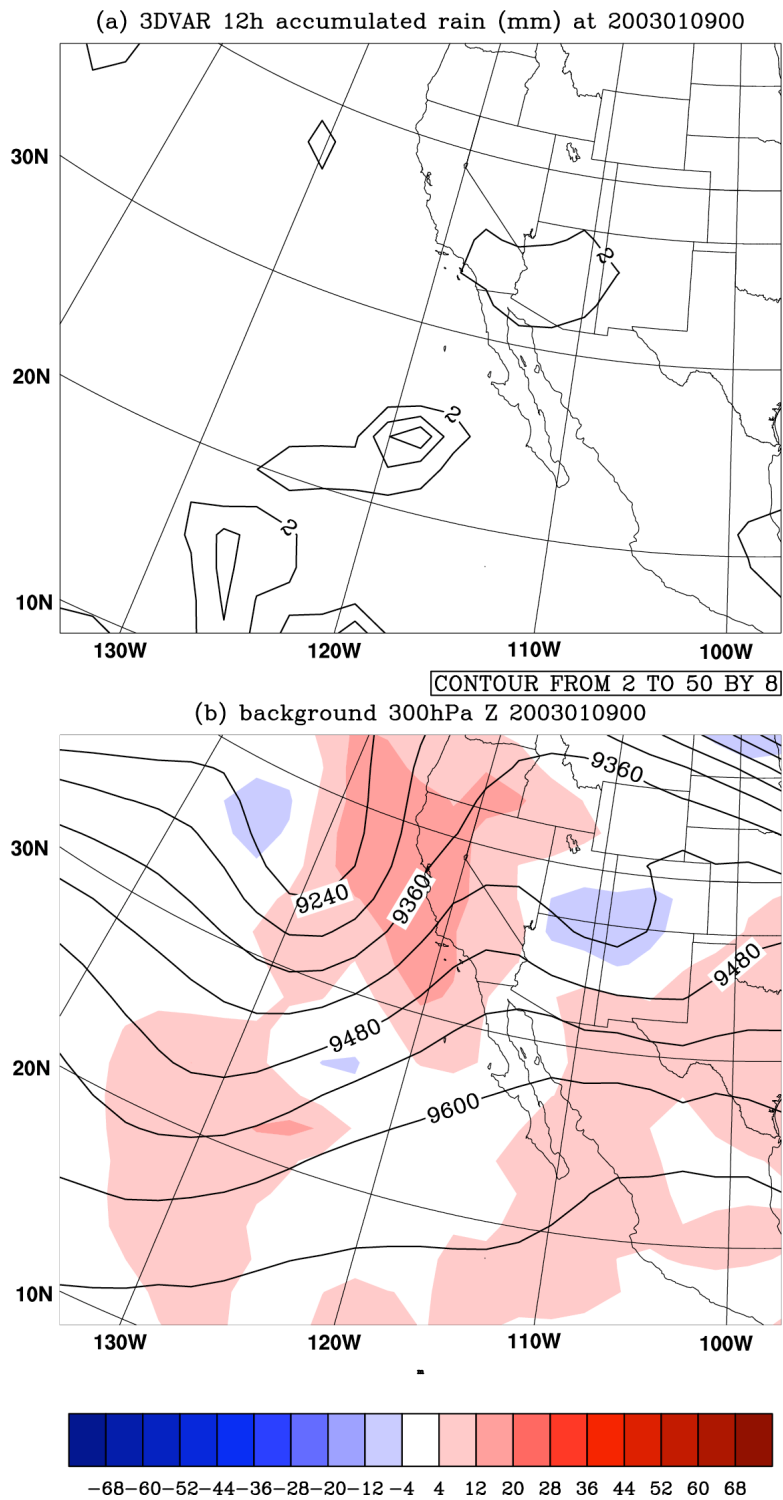 (a) 3DVAR 12h accumulated rain (mm) at 2003010900
30N
2
20N
2
2
10N
130W 120W 110W 100W
CONTOUR FROM 2 TO 50 BY 8
(b) background 300hPa Z 2003010900
9360
30N
9240
9360
9480
9480
20N
9600
10N
130W 120W 110W 100W
m
−68−60−52−44−36−28−20−12 −4 4 12 20 28 36 44 52 60 68